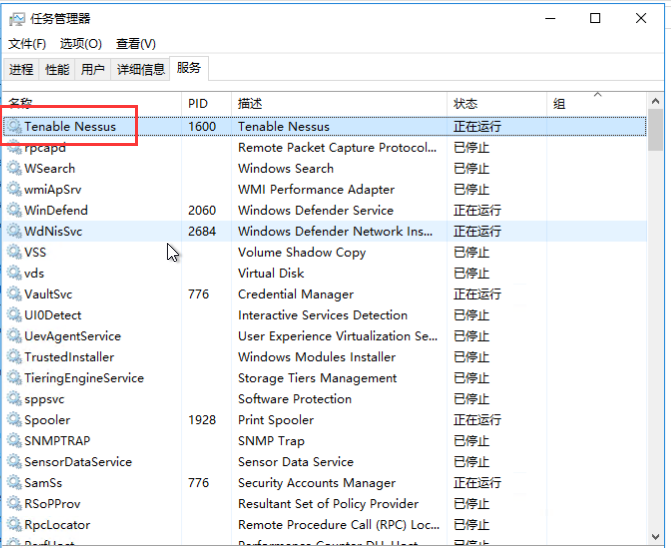 任务管理器
文件(F) 选项(O) 查看(V)
进程 性能 用户 详细信息 服务
名称 PID 描述 状态 组
Tenable Nessus 1600 Tenable Nessus 正在运行
rpcapd Remote Packet Capture Protocol... 已停止
WSearch Windows Search 已停止
wmiApSrv WMI Performance Adapter 已停止
WinDefend 2060 Windows Defender Service 正在运行
WdNisSvc 2684 Windows Defender Network Ins... 正在运行
VSS Volume Shadow Copy 已停止
vds Virtual Disk 已停止
VaultSvc 776 Credential Manager 正在运行
UI0Detect Interactive Services Detection 已停止
UevAgentService User Experience Virtualization Se... 已停止
TrustedInstaller Windows Modules Installer 已停止
TieringEngineService Storage Tiers Management 已停止
sppsvc Software Protection 已停止
Spooler 1928 Print Spooler 正在运行
SNMPTRAP SNMP Trap 已停止
SensorDataService Sensor Data Service 已停止
SamSs 776 Security Accounts Manager 正在运行
RSoPProv Resultant Set of Policy Provider 已停止
RpcLocator Remote Procedure Call (RPC) Loc... 已停止
PerfHost Performance Counter DLL Host 已停止